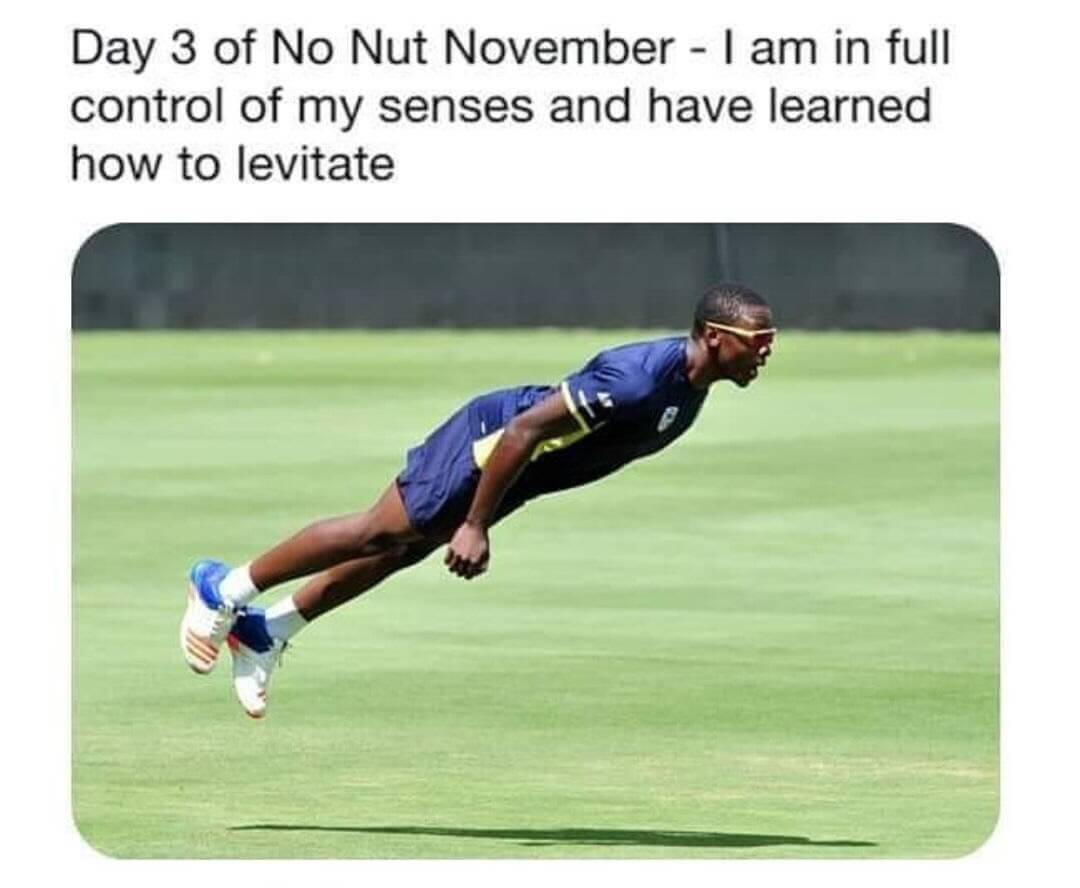 Day 3 of No Nut November - I am in full
control of my senses and have learned
how to levitate